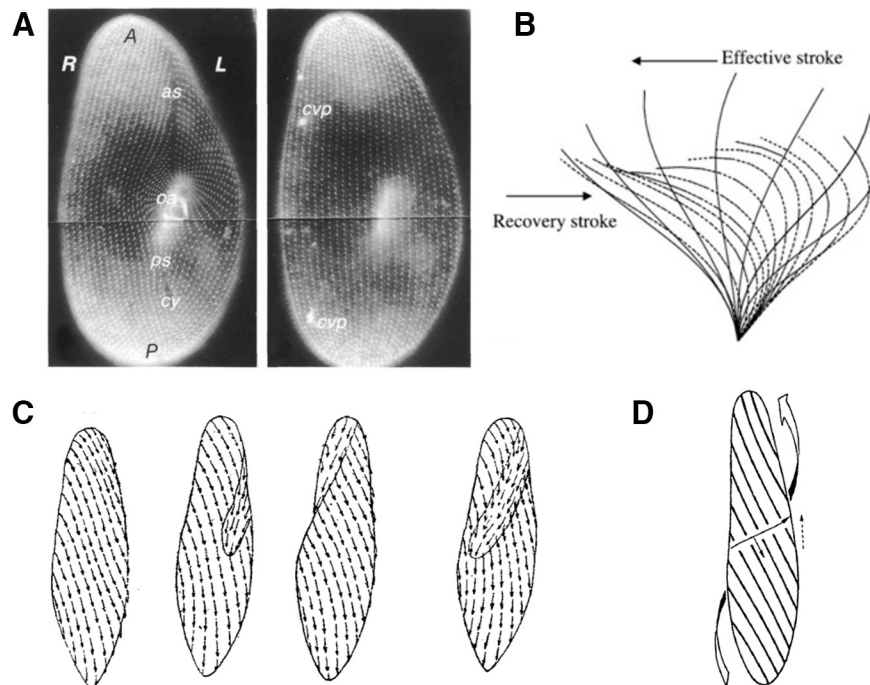 A
B
A
R
L
as
oa
ps
cy
P
cvp
cvp
Effective stroke
Recovery stroke
C
D